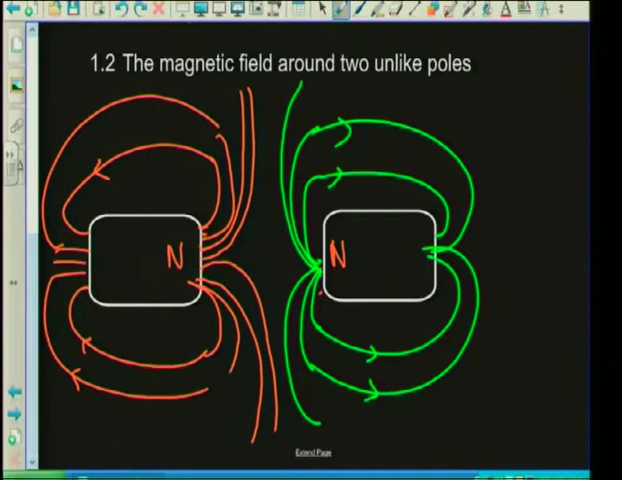 1.2 The magnetic field around two unlike poles
N N
Extend Page